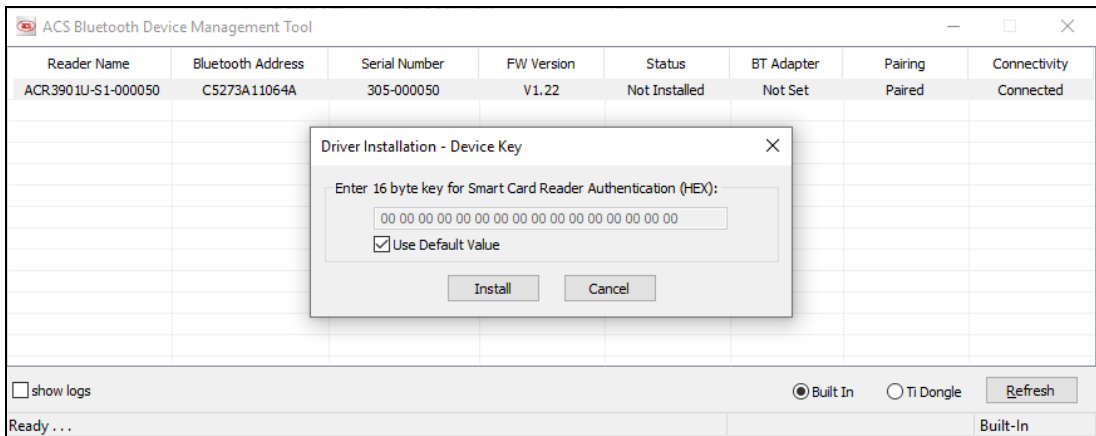 ACS
ACS Bluetooth Device Management Tool
Reader Name Bluetooth Address Serial Number FW Version Status BT Adapter Pairing Connectivity
ACR3901U-S1-000050 C5273A11064A 305-000050 V1.22 Not Installed Not Set Paired Connected
Driver Installation - Device Key
Enter 16 byte key for Smart Card Reader Authentication (HEX):
00 00 00 00 00 00 00 00 00 00 00 00 00 00 00 00
Use Default Value
Install Cancel
show logs Built In Ti Dongle Refresh
Ready . . . Built-In